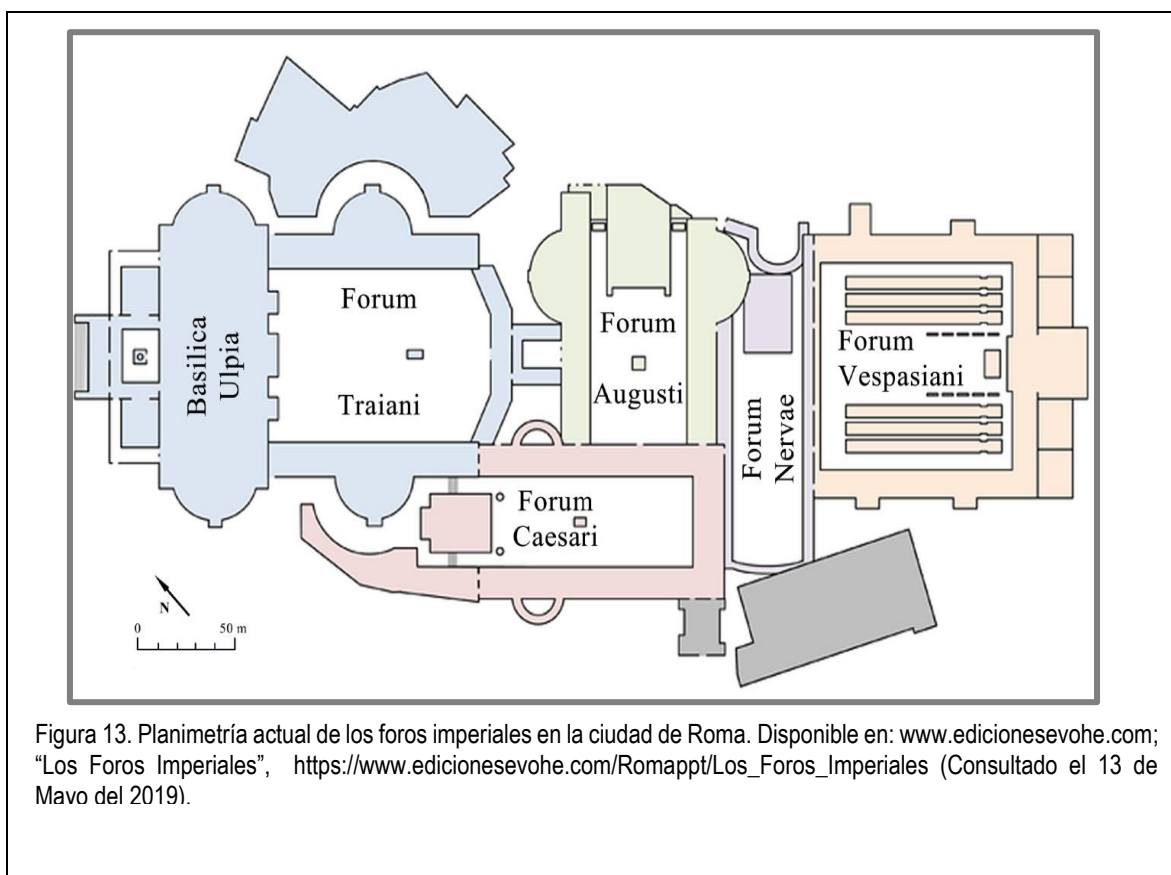 Basilica
Ulpia
Forum
Traiani
Forum
Augusti
Forum
Nervae
Forum
Vespasiani
Forum
Caesari
N
0 50 m
Figura 13. Planimetría actual de los foros imperiales en la ciudad de Roma. Disponible en: www.edicionesevohe.com;
“Los Foros Imperiales”, https://www.edicionesevohe.com/Romappt/Los_Foros_Imperiales (Consultado el 13 de
Mayo del 2019).